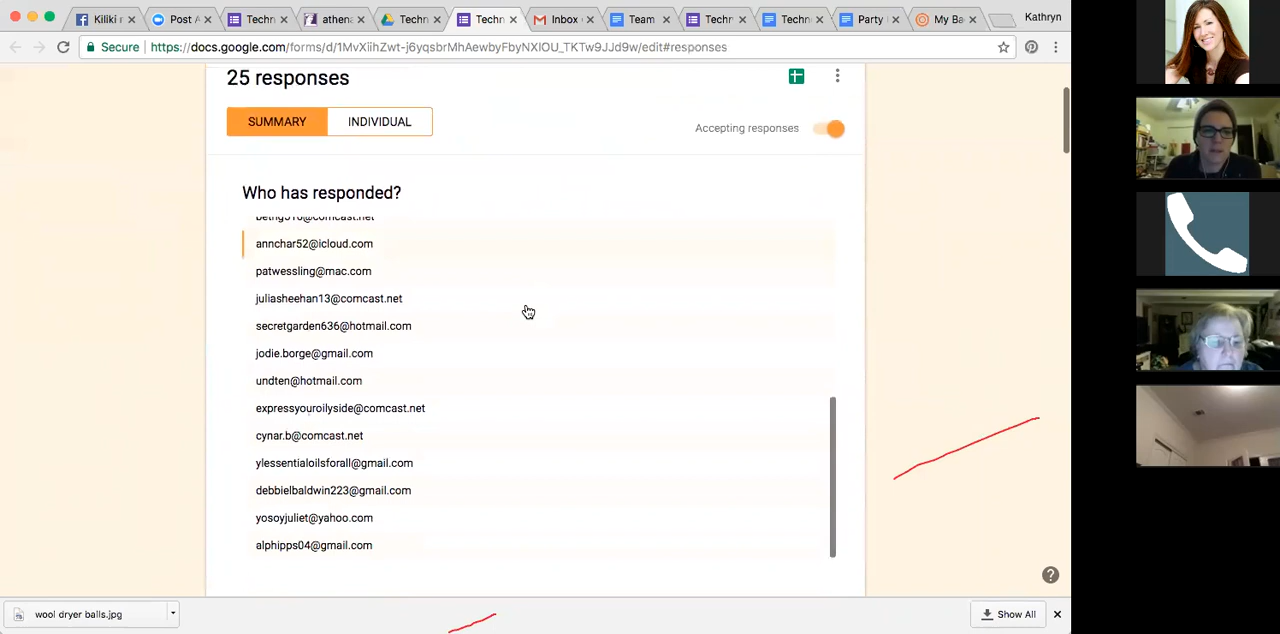 Kiliki
Post
Techn
athena
Techn
Techn
Inbox
Team
Techn
Techn
Party
My Ba
Kathryn
Secure
https://docs.google.com/forms/d/1MvXiihZwt-j6yqsbrMhAewbyFbyNXlOU_TKTw9JJd9w/edit#responses
25 responses
SUMMARY
INDIVIDUAL
Accepting responses
Who has responded?
annchar52@icloud.com
patwessling@mac.com
juliasheehan13@comcast.net
secretgarden636@hotmail.com
jodie.borge@gmail.com
undten@hotmail.com
expressyouroilyside@comcast.net
cynar.b@comcast.net
ylessentialoilsforall@gmail.com
debbielbaldwin223@gmail.com
yosoyjuliet@yahoo.com
alphipps04@gmail.com
wool dryer balls.jpg
Show All